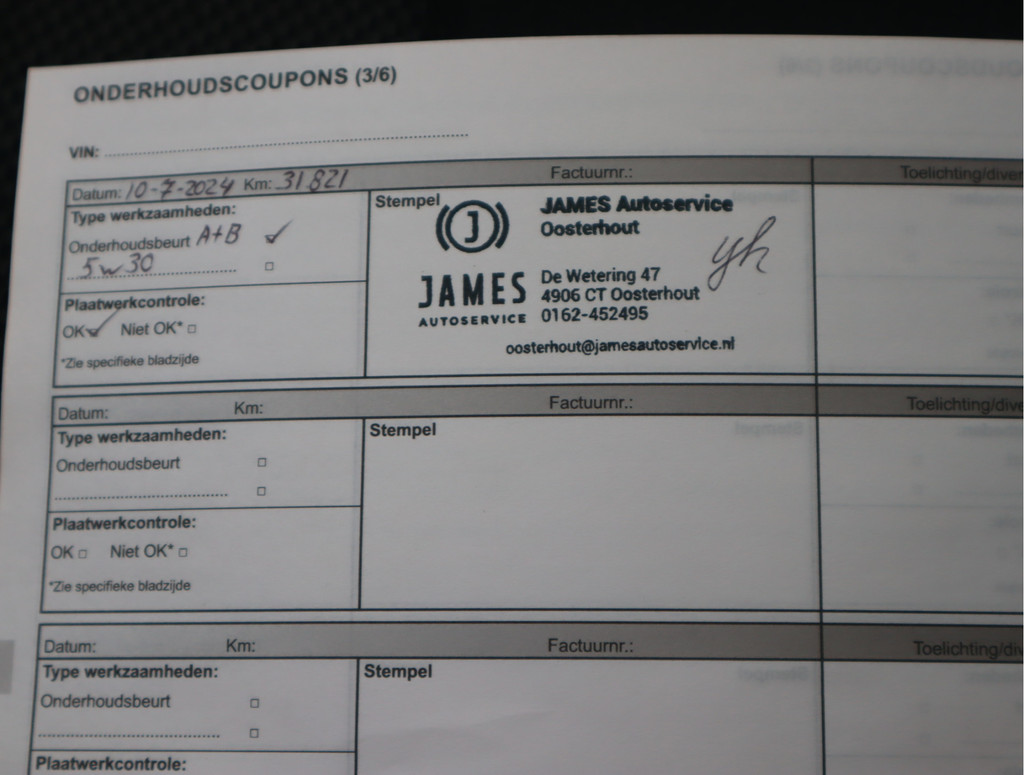 ONDERHOUDSCOUPONS (3/6)
VIN:
Datum: 10-7-2024 Km: 31821 Factuurnr.: Toelichting/diver
Type werkzaamheden:
Onderhoudsbeurt A+B
5w30
Plaatwerkcontrole:
OK Niet OK*
*Zie specifieke bladzijde
Stempel
J
JAMES
AUTOSERVICE
JAMES Autoservice
Oosterhout
De Wetering 47
4906 CT Oosterhout
0162-452495
oosterhout@jamesautoservice.nl
Datum: Km: Factuurnr.: Toelichting/dive
Type werkzaamheden:
Onderhoudsbeurt
Plaatwerkcontrole:
OK Niet OK*
*Zie specifieke bladzijde
Stempel
Datum: Km: Factuurnr.: Toelichting/di
Type werkzaamheden:
Onderhoudsbeurt
Plaatwerkcontrole:
Stempel